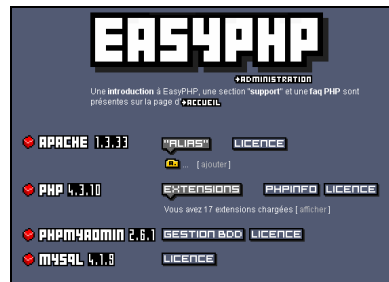 EASYPHP
ADMINISTRATION
Une introduction à EasyPHP, une section "support" et une faq PHP sont
présentes sur la page d'ACCUEIL
APACHE 1.3.33 "ALIAS" LICENCE
... [ ajouter ]
PHP 4.3.10 EXTENSIONS PHPINFO LICENCE
Vous avez 17 extensions chargées [ afficher ]
PHPMYADMIN 2.6.1 GESTION BDD LICENCE
MYSQL 4.1.9 LICENCE